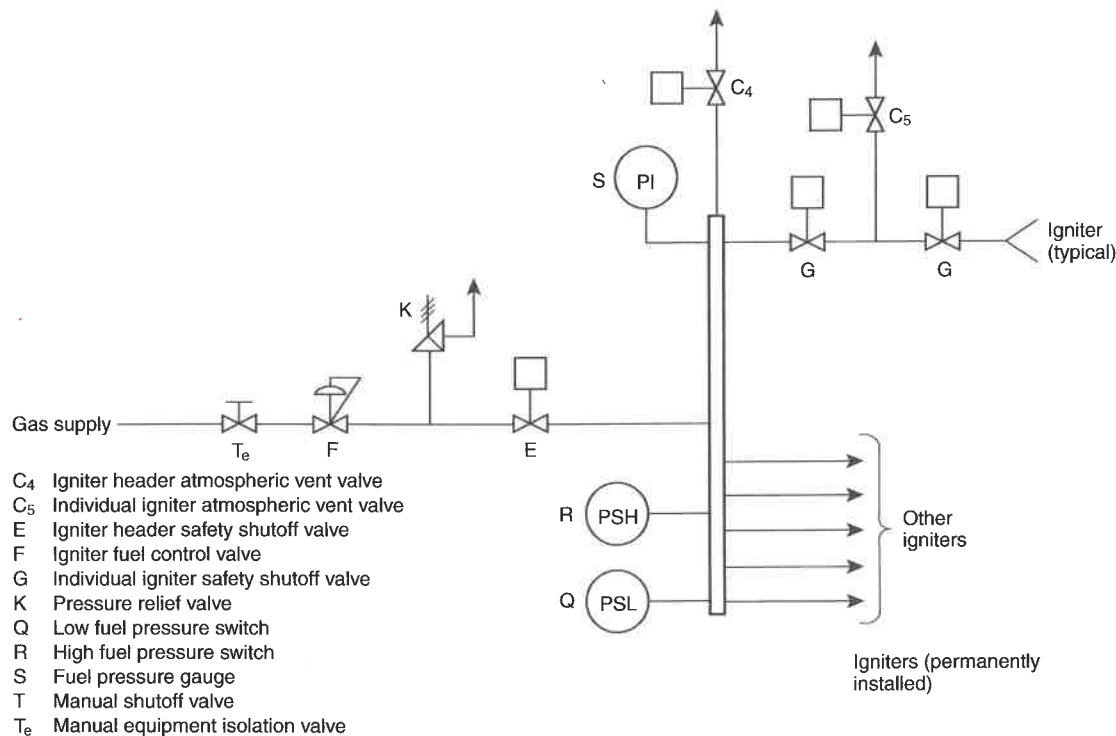 C4
C5
S
PI
G
G
Igniter
(typical)
K
Gas supply
Te
F
E
R
PSH
Q
PSL
Other
igniters
Igniters (permanently
installed)
C4 Igniter header atmospheric vent valve
C5 Individual igniter atmospheric vent valve
E Igniter header safety shutoff valve
F Igniter fuel control valve
G Individual igniter safety shutoff valve
K Pressure relief valve
Q Low fuel pressure switch
R High fuel pressure switch
S Fuel pressure gauge
T Manual shutoff valve
Te Manual equipment isolation valve